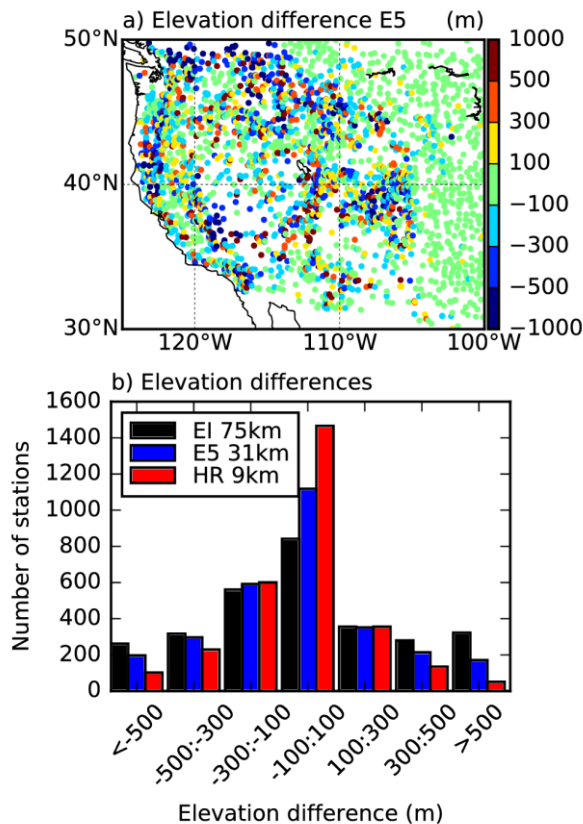 a) Elevation difference E5 (m)
50°N
40°N
30°N
120°W 110°W 100°W
1000
500
300
100
−100
−300
−500
−1000
b) Elevation differences
1600
1400
1200
1000
800
600
400
200
0
Number of stations
EI 75km
E5 31km
HR 9km
<-500 -500:-300 -300:-100 -100:100 100:300 300:500 >500
Elevation difference (m)